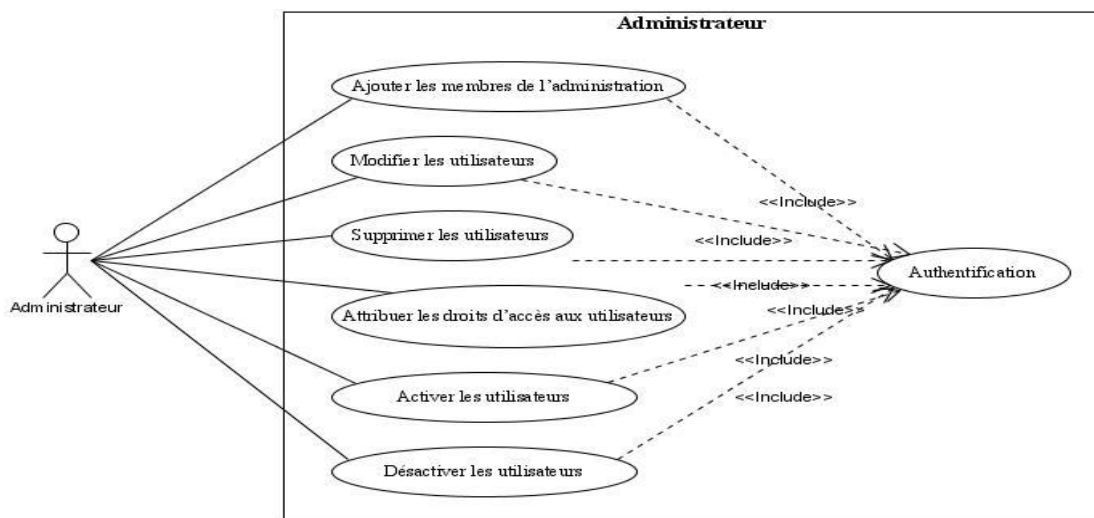 Administrateur
Ajouter les membres de l'administration
Modifier les utilisateurs
<<Include>>
Supprimer les utilisateurs
<<Include>>
Authentification
<<Include>>
Administrateur
Attribuer les droits d'accès aux utilisateurs
<<Include>>
<<Include>>
Activer les utilisateurs
<<Include>>
Désactiver les utilisateurs